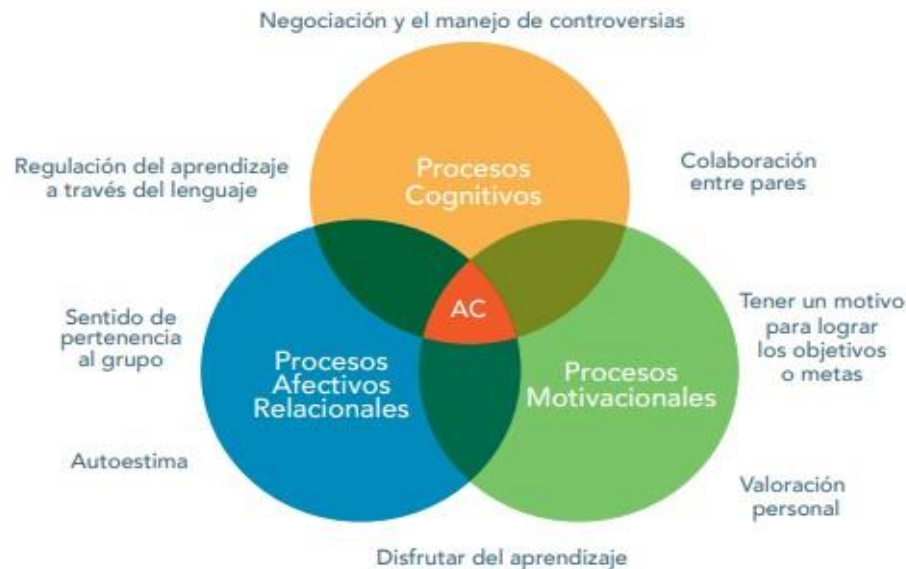 Negociación y el manejo de controversias
Regulación del aprendizaje
a través del lenguaje
Procesos
Cognitivos
Colaboración
entre pares
Sentido de
pertenencia
al grupo
AC
Tener un motivo
para lograr
los objetivos
o metas
Procesos
Afectivos
Relacionales
Procesos
Motivacionales
Autoestima
Valoración
personal
Disfrutar del aprendizaje